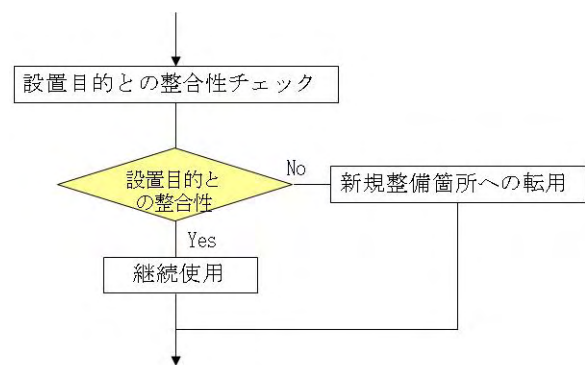 設置目的との整合性チェック
設置目的と
の整合性
No
新規整備箇所への転用
Yes
継続使用